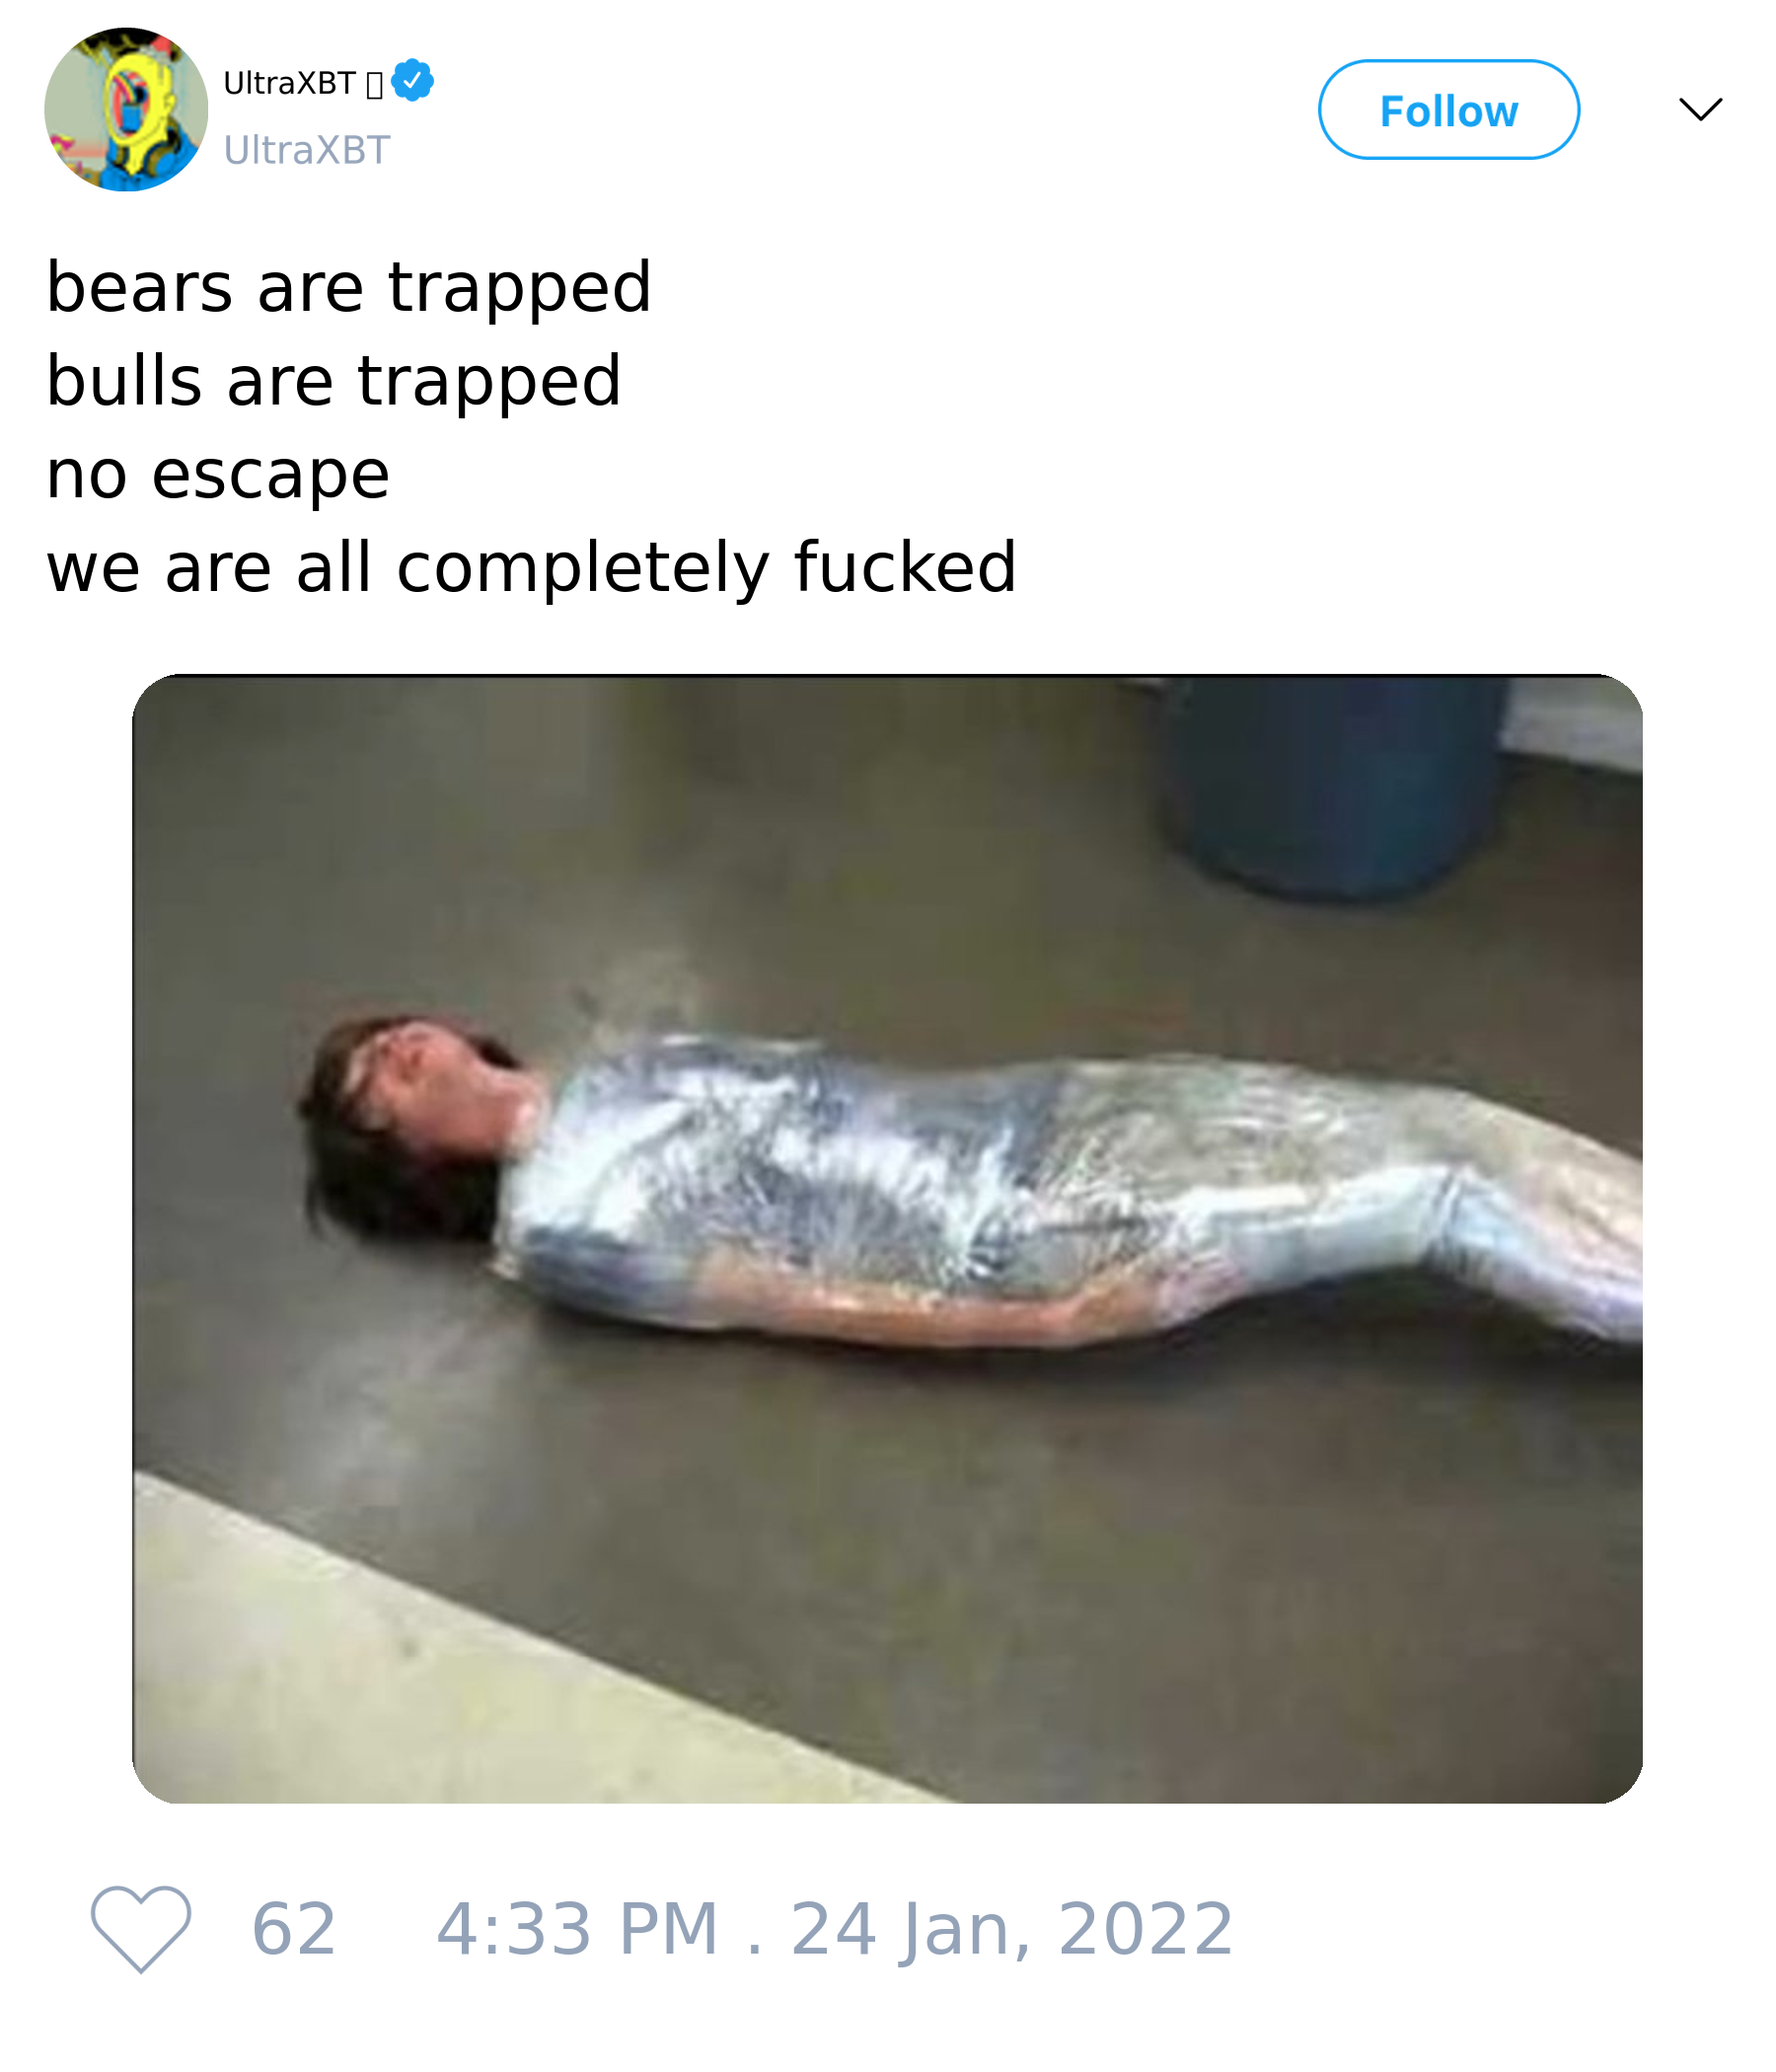 UltraXBT
UltraXBT
Follow
bears are trapped
bulls are trapped
no escape
we are all completely fucked
62 4:33 PM . 24 Jan, 2022